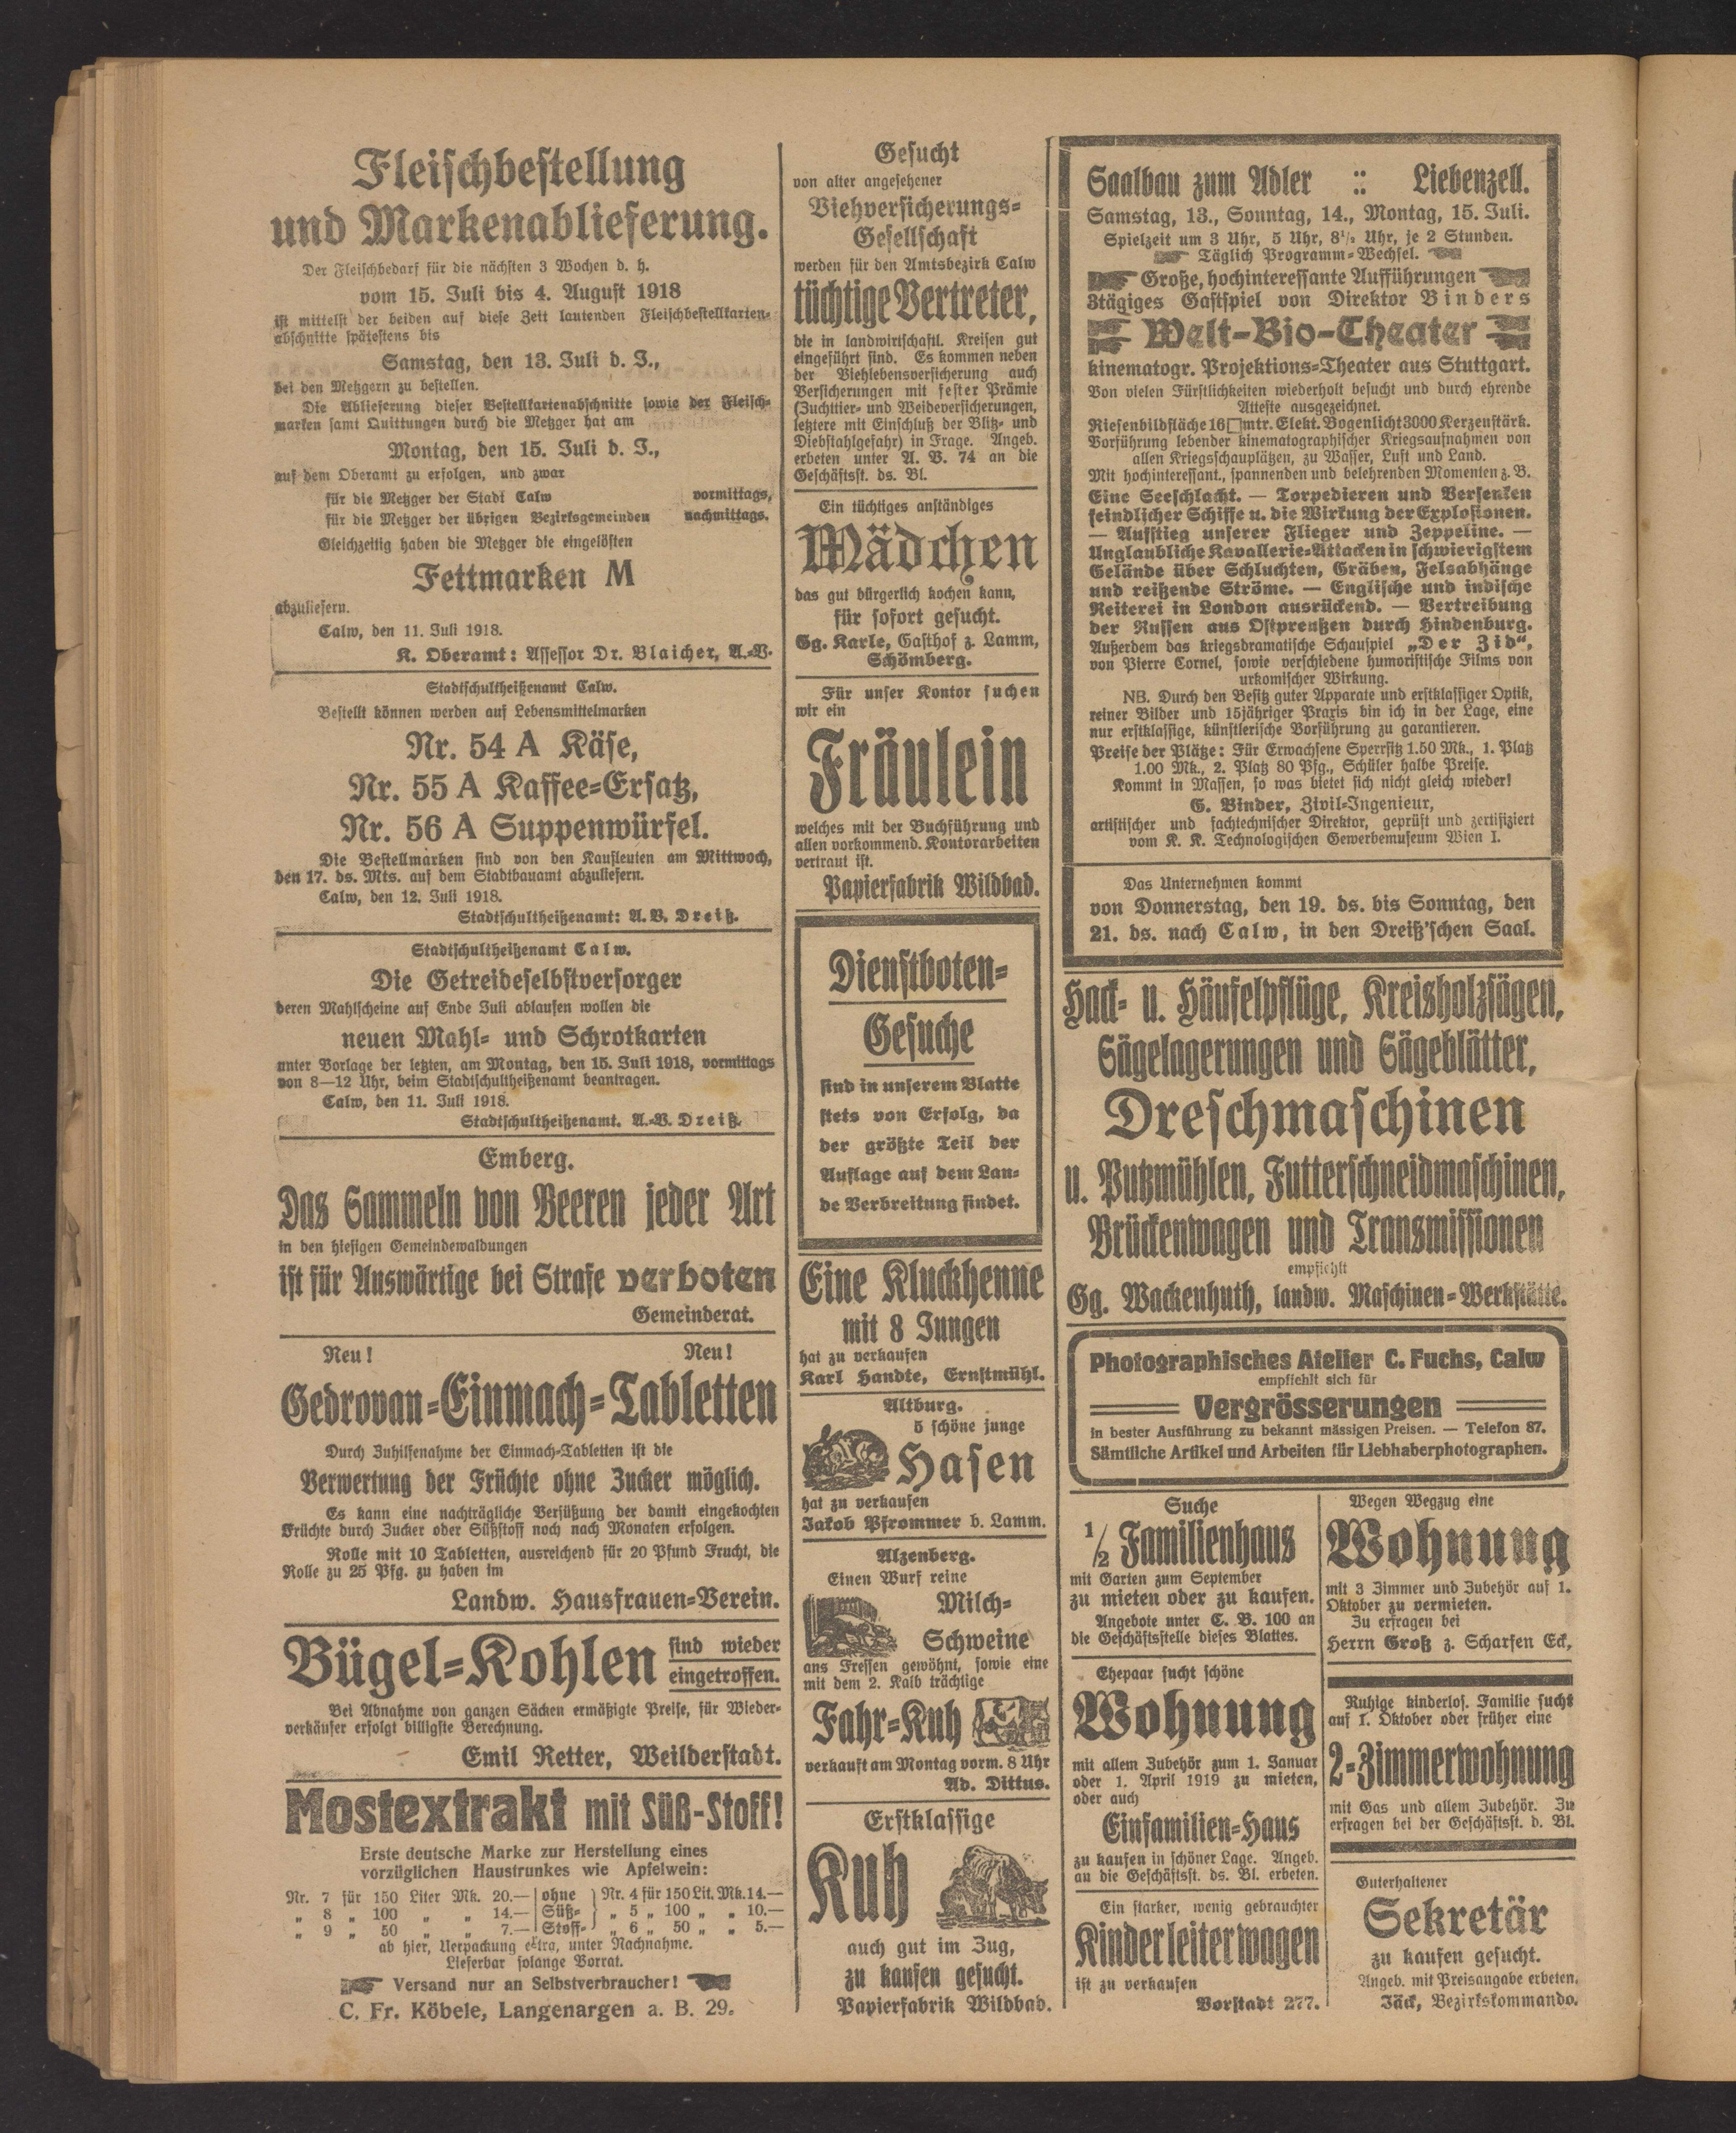 Fleischbestellung
und Markenablieferung.
Der Fleischbedarf für die nächsten 3 Wochen d. h.
vom 15. Juli bis 4. August 1918
ist mittelst der beiden auf diese Zeit lautenden Fleischbestellkarten-
abschnitte spätestens bis
Samstag, den 13. Juli d. J.,
bei den Metzgern zu bestellen.
Die Ablieferung dieser Bestellkartenabschnitte sowie der Fleisch-
marken samt Quittungen durch die Metzger hat am
Montag, den 15. Juli d. J.,
auf dem Oberamt zu erfolgen, und zwar
für die Metzger der Stadt Calw vormittags,
für die Metzger der übrigen Bezirksgemeinden nachmittags.
Gleichzeitig haben die Metzger die eingelösten
Fettmarken M
abzuliefern.
Calw, den 11. Juli 1918.
K. Oberamt: Assessor Dr. Blaicher, A.-V.
Stadtschultheißenamt Calw.
Bestellt können werden auf Lebensmittelmarken
Nr. 54 A Käse,
Nr. 55 A Kaffee-Ersatz,
Nr. 56 A Suppenwürfel.
Die Bestellmarken sind von den Kaufleuten am Mittwoch,
den 17. ds. Mts. auf dem Stadtbauamt abzuliefern.
Calw, den 12. Juli 1918.
Stadtschultheißenamt: A. V. Dreiß.
Stadtschultheißenamt Calw.
Die Getreideselbstversorger
deren Mahlscheine auf Ende Juli ablaufen wollen die
neuen Mahl- und Schrotkarten
unter Vorlage der letzten, am Montag, den 15. Juli 1918, vormittags
von 8—12 Uhr, beim Stadtschultheißenamt beantragen.
Calw, den 11. Juli 1918.
Stadtschultheißenamt. A.-V. Dreiß.
Emberg.
Das Sammeln von Beeren jeder Art
in den hiesigen Gemeindewaldungen
ist für Auswärtige bei Strafe verboten
Gemeinderat.
Neu! Neu!
Gedrovan-Einmach-Tabletten
Durch Zuhilfenahme der Einmach-Tabletten ist die
Verwertung der Früchte ohne Zucker möglich.
Es kann eine nachträgliche Versüßung der damit eingekochten
Früchte durch Zucker oder Süßstoff noch nach Monaten erfolgen.
Rolle mit 10 Tabletten, ausreichend für 20 Pfund Frucht, die
Rolle zu 25 Pfg. zu haben im
Landw. Hausfrauen-Verein.
Bügel-Kohlen sind wieder
eingetroffen.
Bei Abnahme von ganzen Säcken ermäßigte Preise, für Wieder-
verkäufer erfolgt billigste Berechnung.
Emil Retter, Weilderstadt.
Mostextrakt mit Süß-Stoff!
Erste deutsche Marke zur Herstellung eines
vorzüglichen Haustrunkes wie Apfelwein:
Nr. 7 für 150 Liter Mk. 20.— ohne Nr. 4 für 150 Lit. Mk. 14.—
„ 8 „ 100 „ „ 14.— Süß- „ 5 „ 100 „ „ 10.—
„ 9 „ 50 „ „ 7.— Stoff- „ 6 „ 50 „ „ 5.—
ab hier, Verpackung extra, unter Nachnahme.
Lieferbar solange Vorrat.
Versand nur an Selbstverbraucher!
C. Fr. Köbele, Langenargen a. B. 29.
Gesucht
von alter angesehener
Viehversicherungs-
Gesellschaft
werden für den Amtsbezirk Calw
tüchtige Vertreter,
die in landwirtschaftl. Kreisen gut
eingeführt sind. Es kommen neben
der Viehlebensversicherung auch
Versicherungen mit fester Prämie
(Zuchttier- und Weideversicherungen,
letztere mit Einschluß der Blitz- und
Diebstahlgefahr) in Frage. Angeb.
erbeten unter A. B. 74 an die
Geschäftsst. ds. Bl.
Ein tüchtiges anständiges
Mädchen
das gut bürgerlich kochen kann,
für sofort gesucht.
Gg. Karle, Gasthof z. Lamm,
Schömberg.
Für unser Kontor suchen
wir ein
Fräulein
welches mit der Buchführung und
allen vorkommend. Kontorarbeiten
vertraut ist.
Papierfabrik Wildbad.
Dienstboten-
Gesuche
sind in unserem Blatte
stets von Erfolg, da
der größte Teil der
Auflage auf dem Lan-
de Verbreitung findet.
Eine Kluckhenne
mit 8 Jungen
hat zu verkaufen
Karl Handte, Ernstmühl.
Altburg.
5 schöne junge
Hasen
hat zu verkaufen
Jakob Pfrommer b. Lamm.
Alzenberg.
Einen Wurf reine
Milch-
Schweine
ans Fressen gewöhnt, sowie eine
mit dem 2. Kalb trächtige
Fahr-Kuh
verkauft am Montag vorm. 8 Uhr
Ad. Dittus.
Erstklassige
Kuh
auch gut im Zug,
zu kaufen gesucht.
Papierfabrik Wildbad.
Saalbau zum Adler :: Liebenzell.
Samstag, 13., Sonntag, 14., Montag, 15. Juli.
Spielzeit um 3 Uhr, 5 Uhr, 8½ Uhr, je 2 Stunden.
Täglich Programm-Wechsel.
Große, hochinteressante Aufführungen
3tägiges Gastspiel von Direktor Binders
Welt-Bio-Theater
kinematogr. Projektions-Theater aus Stuttgart.
Von vielen Fürstlichkeiten wiederholt besucht und durch ehrende
Atteste ausgezeichnet.
Riesenbildfläche 16 □mtr. Elekt. Bogenlicht 3000 Kerzenstärk.
Vorführung lebender kinematographischer Kriegsaufnahmen von
allen Kriegsschauplätzen, zu Wasser, Luft und Land.
Mit hochinteressant., spannenden und belehrenden Momenten z. B.
Eine Seeschlacht. — Torpedieren und Versenken
feindlicher Schiffe u. die Wirkung der Explosionen.
— Aufstieg unserer Flieger und Zeppeline. —
Unglaubliche Kavallerie-Attacken in schwierigstem
Gelände über Schluchten, Gräben, Felsabhänge
und reißende Ströme. — Englische und indische
Reiterei in London ausrückend. — Vertreibung
der Russen aus Ostpreußen durch Hindenburg.
Außerdem das kriegsdramatische Schauspiel „Der Zid“,
von Pierre Cornel, sowie verschiedene humoristische Films von
urkomischer Wirkung.
NB. Durch den Besitz guter Apparate und erstklassiger Optik,
reiner Bilder und 15jähriger Praxis bin ich in der Lage, eine
nur erstklassige, künstlerische Vorführung zu garantieren.
Preise der Plätze: Für Erwachsene Sperrsitz 1.50 Mk., 1. Platz
1.00 Mk., 2. Platz 80 Pfg., Schüler halbe Preise.
Kommt in Massen, so was bietet sich nicht gleich wieder!
G. Binder, Zivil-Ingenieur,
artistischer und fachtechnischer Direktor, geprüft und zertifiziert
vom K. K. Technologischen Gewerbemuseum Wien I.
Das Unternehmen kommt
von Donnerstag, den 19. ds. bis Sonntag, den
21. ds. nach Calw, in den Dreiß'schen Saal.
Hack- u. Häufelpflüge, Kreisholzsägen,
Sägelagerungen und Sägeblätter,
Dreschmaschinen
u. Putzmühlen, Futterschneidmaschinen,
Brückenwagen und Transmissionen
empfiehlt
Gg. Wackenhuth, landw. Maschinen-Werkstätte.
Photographisches Atelier C. Fuchs, Calw
empfiehlt sich für
Vergrösserungen
in bester Ausführung zu bekannt mässigen Preisen. — Telefon 87.
Sämtliche Artikel und Arbeiten für Liebhaberphotographen.
Suche
1/2 Familienhaus
mit Garten zum September
zu mieten oder zu kaufen.
Angebote unter C. B. 100 an
die Geschäftsstelle dieses Blattes.
Ehepaar sucht schöne
Wohnung
mit allem Zubehör zum 1. Januar
oder 1. April 1919 zu mieten,
oder auch
Einfamilien-Haus
zu kaufen in schöner Lage. Angeb.
an die Geschäftsst. ds. Bl. erbeten.
Ein starker, wenig gebrauchter
Kinderleiterwagen
ist zu verkaufen
Vorstadt 277.
Wegen Wegzug eine
Wohnung
mit 3 Zimmer und Zubehör auf 1.
Oktober zu vermieten.
Zu erfragen bei
Herrn Groß z. Scharfen Eck.
Ruhige kinderlos. Familie sucht
auf 1. Oktober oder früher eine
2-Zimmerwohnung
mit Gas und allem Zubehör. Zu
erfragen bei der Geschäftsst. d. Bl.
Guterhaltener
Sekretär
zu kaufen gesucht.
Angeb. mit Preisangabe erbeten.
Jäck, Bezirkskommando.